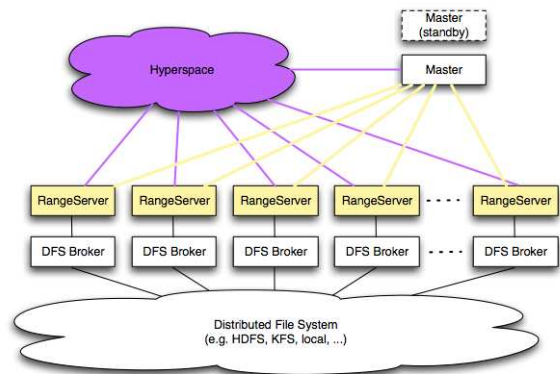 Master
(standby)
Hyperspace
Master
RangeServer
RangeServer
RangeServer
RangeServer
RangeServer
DFS Broker
DFS Broker
DFS Broker
DFS Broker
DFS Broker
Distributed File System
(e.g. HDFS, KFS, local, ...)